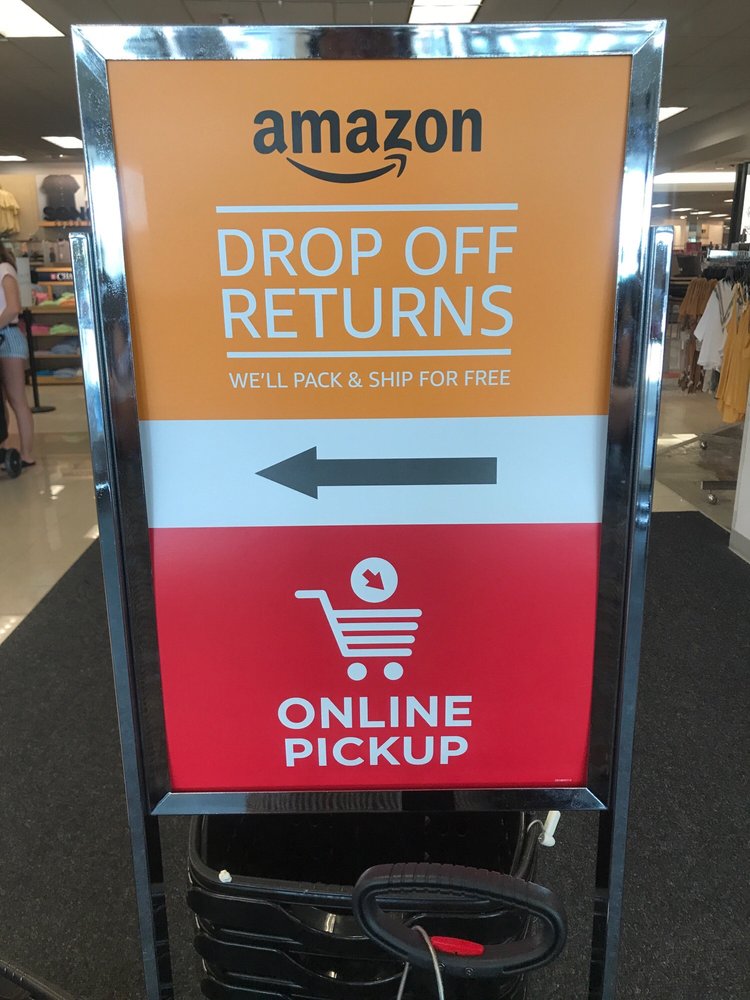 amazon
DROP OFF
RETURNS
WE'LL PACK & SHIP FOR FREE
ONLINE
PICKUP